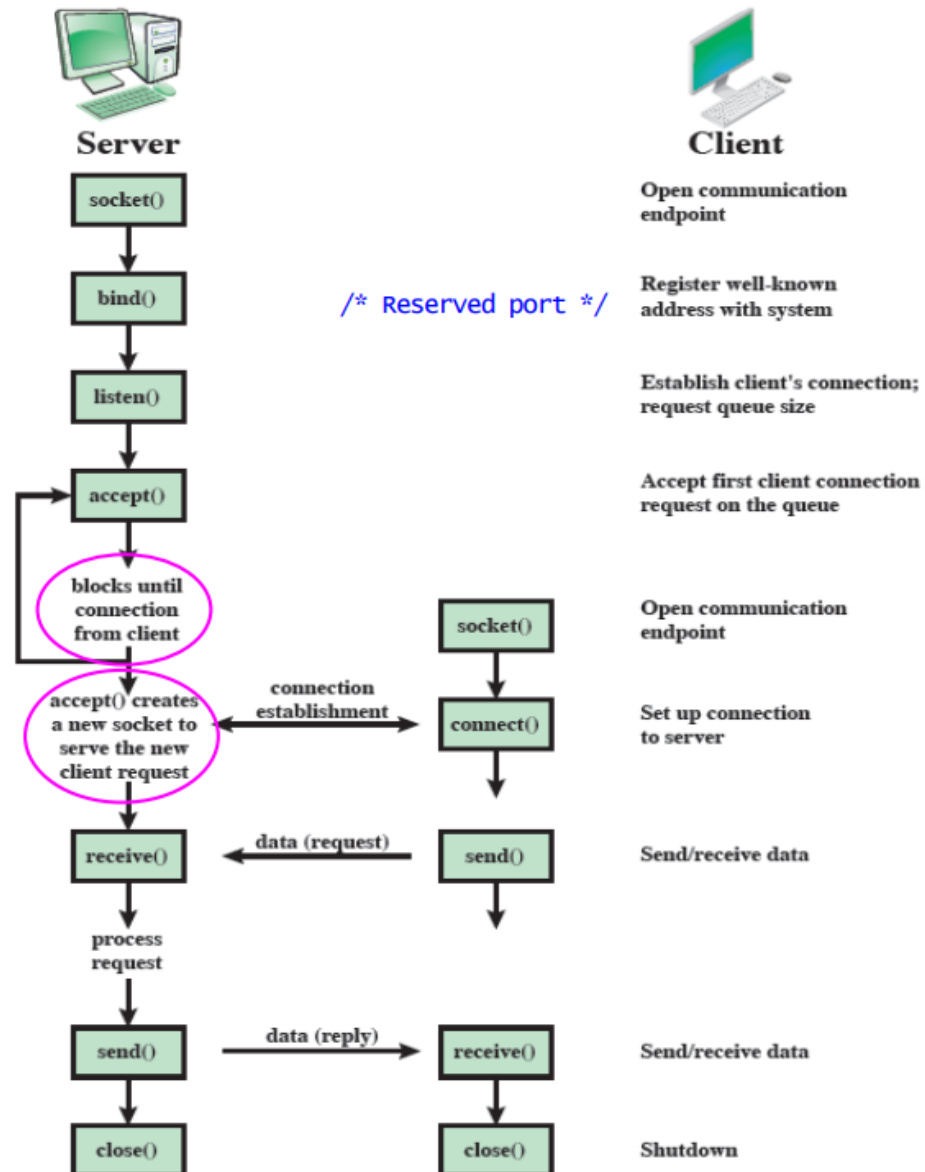 Server
Client
socket()
Open communication
endpoint
bind()
/* Reserved port */
Register well-known
address with system
listen()
Establish client's connection;
request queue size
accept()
Accept first client connection
request on the queue
blocks until
connection
from client
socket()
Open communication
endpoint
accept() creates
a new socket to
serve the new
client request
connection
establishment
connect()
Set up connection
to server
receive()
data (request)
send()
Send/receive data
process
request
send()
data (reply)
receive()
Send/receive data
close()
close()
Shutdown